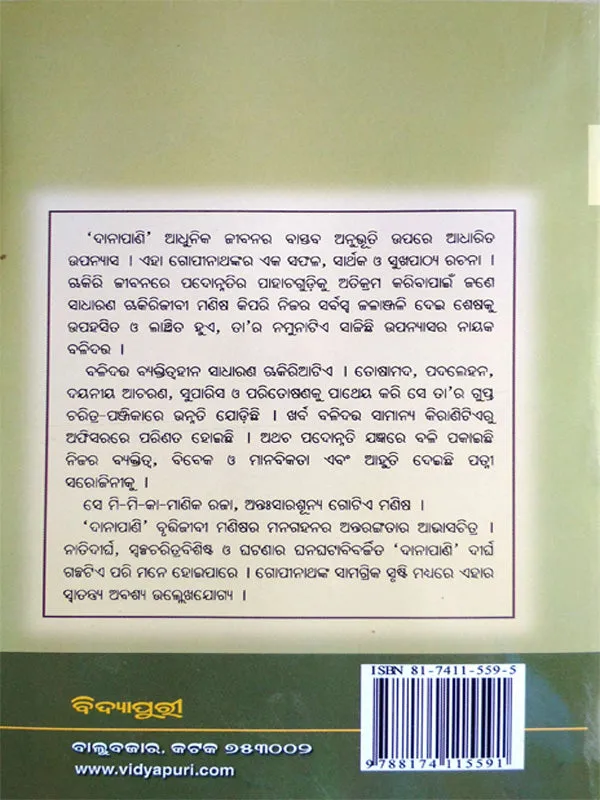 ‘ଦାନାପାଣି’ ଆଧୁନିକ ଜୀବନର ବାସ୍ତବ ଅନୁଭୂତି ଉପରେ ଆଧାରିତ
ଉପନ୍ୟାସ । ଏହା ଗୋପୀନାଥଙ୍କର ଏକ ସଫଳ, ସାର୍ଥକ ଓ ସୁଖପାଠ୍ୟ ରଚନା ।
ଚାକିରି ଜୀବନରେ ପଦୋନ୍ନତିର ପାହାଚଗୁଡ଼ିକୁ ଅତିକ୍ରମ କରିବାପାଇଁ ଜଣେ
ସାଧାରଣ ଚାକିରିଜୀବୀ ମଣିଷ କିପରି ନିଜର ସର୍ବସ୍ୱ ଜଳାଞ୍ଜଳି ଦେଇ ଶେଷକୁ
ଉପହସିତ ଓ ଲାଞ୍ଛିତ ହୁଏ, ତା’ର ନମୁନାଟିଏ ସାଜିଛି ଉପନ୍ୟାସର ନାୟକ
ବଳିଦତ୍ତ ।
ବଳିଦତ୍ତ ବ୍ୟକ୍ତିତ୍ୱହୀନ ସାଧାରଣ ଚାକିରିଆଟିଏ । ତୋଷାମଦ, ପଦଲେହନ,
ଦୟନୀୟ ଆଚରଣ, ସୁପାରିସ ଓ ପରିତୋଷଣକୁ ପାଥେୟ କରି ସେ ତା’ର ଗୁପ୍ତ
ଚରିତ୍ର-ପଞ୍ଜିକାରେ ଉନ୍ନତି ଯୋଡ଼ିଛି । ଖର୍ବ ବଳିଦତ୍ତ ସାମାନ୍ୟ କିରାଣିଟିଏରୁ
ଅଫିସରରେ ପରିଣତ ହୋଇଛି । ଅଥଚ ପଦୋନ୍ନତି ଯଜ୍ଞରେ ବଳି ପକାଇଛି
ନିଜର ବ୍ୟକ୍ତିତ୍ୱ, ବିବେକ ଓ ମାନବିକତା ଏବଂ ଆହୁତି ଦେଇଛି ପତ୍ନୀ
ସରୋଜିନୀକୁ ।
ସେ ମି-ମି-କା-ମାଣିକ ରଜା, ଅନ୍ତଃସାରଶୂନ୍ୟ ଗୋଟିଏ ମଣିଷ ।
‘ଦାନାପାଣି’ ବୃତ୍ତିଜୀବୀ ମଣିଷର ମନଗହନର ଅନ୍ତରଙ୍ଗତାର ଆଭାସଚିତ୍ର ।
ନାତିଦୀର୍ଘ, ସ୍ୱଚ୍ଛଚରିତ୍ରବିଶିଷ୍ଟ ଓ ଘଟଣାର ଘନଘଟାବିବର୍ଜିତ ‘ଦାନାପାଣି’ ଦୀର୍ଘ
ଗଳ୍ପଟିଏ ପରି ମନେ ହୋଇପାରେ । ଗୋପୀନାଥଙ୍କ ସାମଗ୍ରିକ ସୃଷ୍ଟି ମଧ୍ୟରେ ଏହାର
ସ୍ୱାତନ୍ତ୍ର୍ୟ ଅବଶ୍ୟ ଉଲ୍ଲେଖଯୋଗ୍ୟ ।
ISBN 81-7411-559-5
9 788174 115591
ବିଦ୍ୟାପୁରୀ
ବାଲୁବଜାର, କଟକ ୭୫୩୦୦୨
www.vidyapuri.com